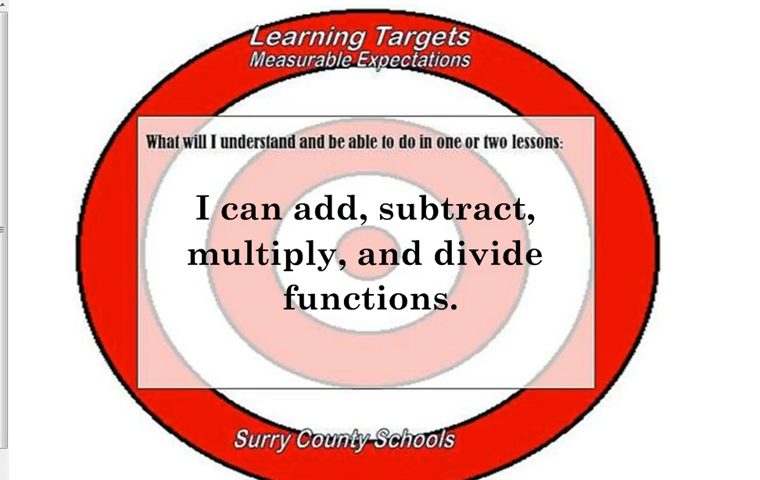 Learning Targets
Measurable Expectations
What will I understand and be able to do in one or two lessons:
I can add, subtract,
multiply, and divide
functions.
Surry County Schools